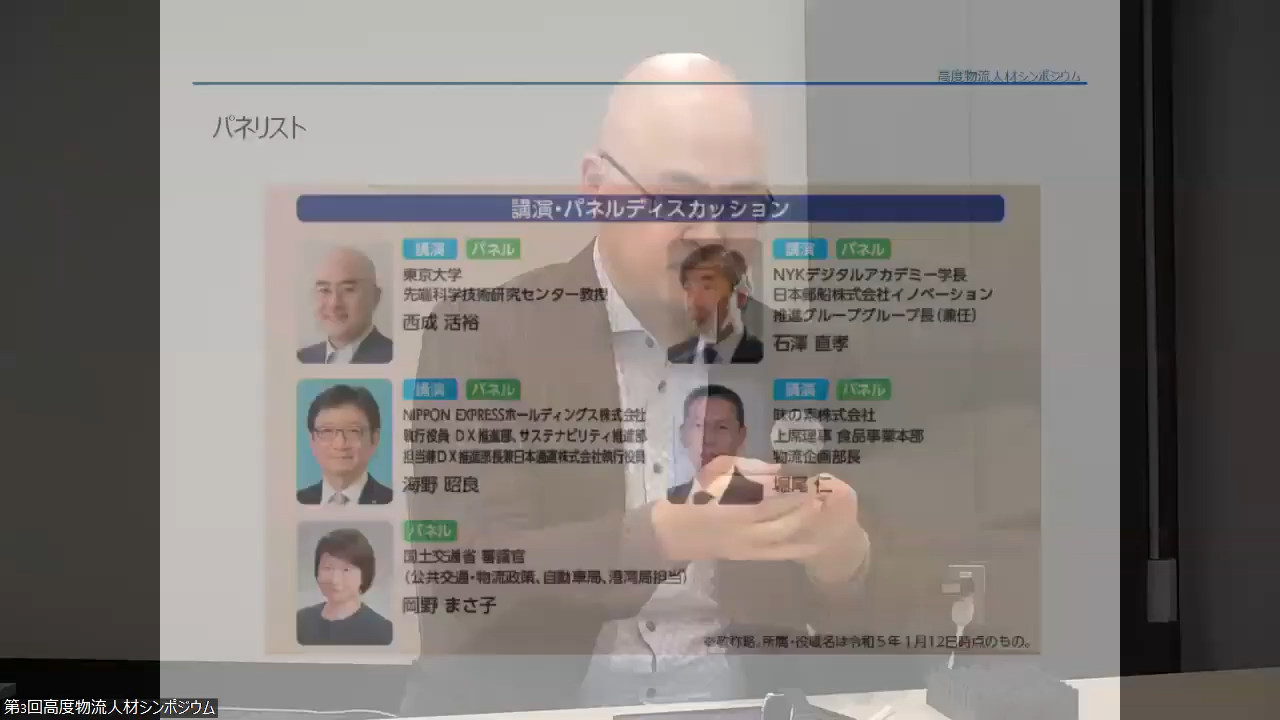 高度物流人材シンポジウム
パネリスト
講演・パネルディスカッション
講演 パネル
東京大学
先端科学技術研究センター教授
西成 活裕
講演 パネル
NYKデジタルアカデミー学長
日本郵船株式会社イノベーション
推進グループグループ長（兼任）
石澤 直孝
講演 パネル
NIPPON EXPRESSホールディングス株式会社
執行役員 ＤＸ推進部、サステナビリティ推進部
担当兼ＤＸ推進部長兼日本通運株式会社執行役員
海野 昭良
講演 パネル
味の素株式会社
上席理事 食品事業本部
物流企画部長
堀尾 仁
パネル
国土交通省 審議官
（公共交通・物流政策、自動車局、港湾局担当）
岡野 まさ子
※敬称略。所属・役職名は令和５年１月12日時点のもの。
第3回高度物流人材シンポジウム